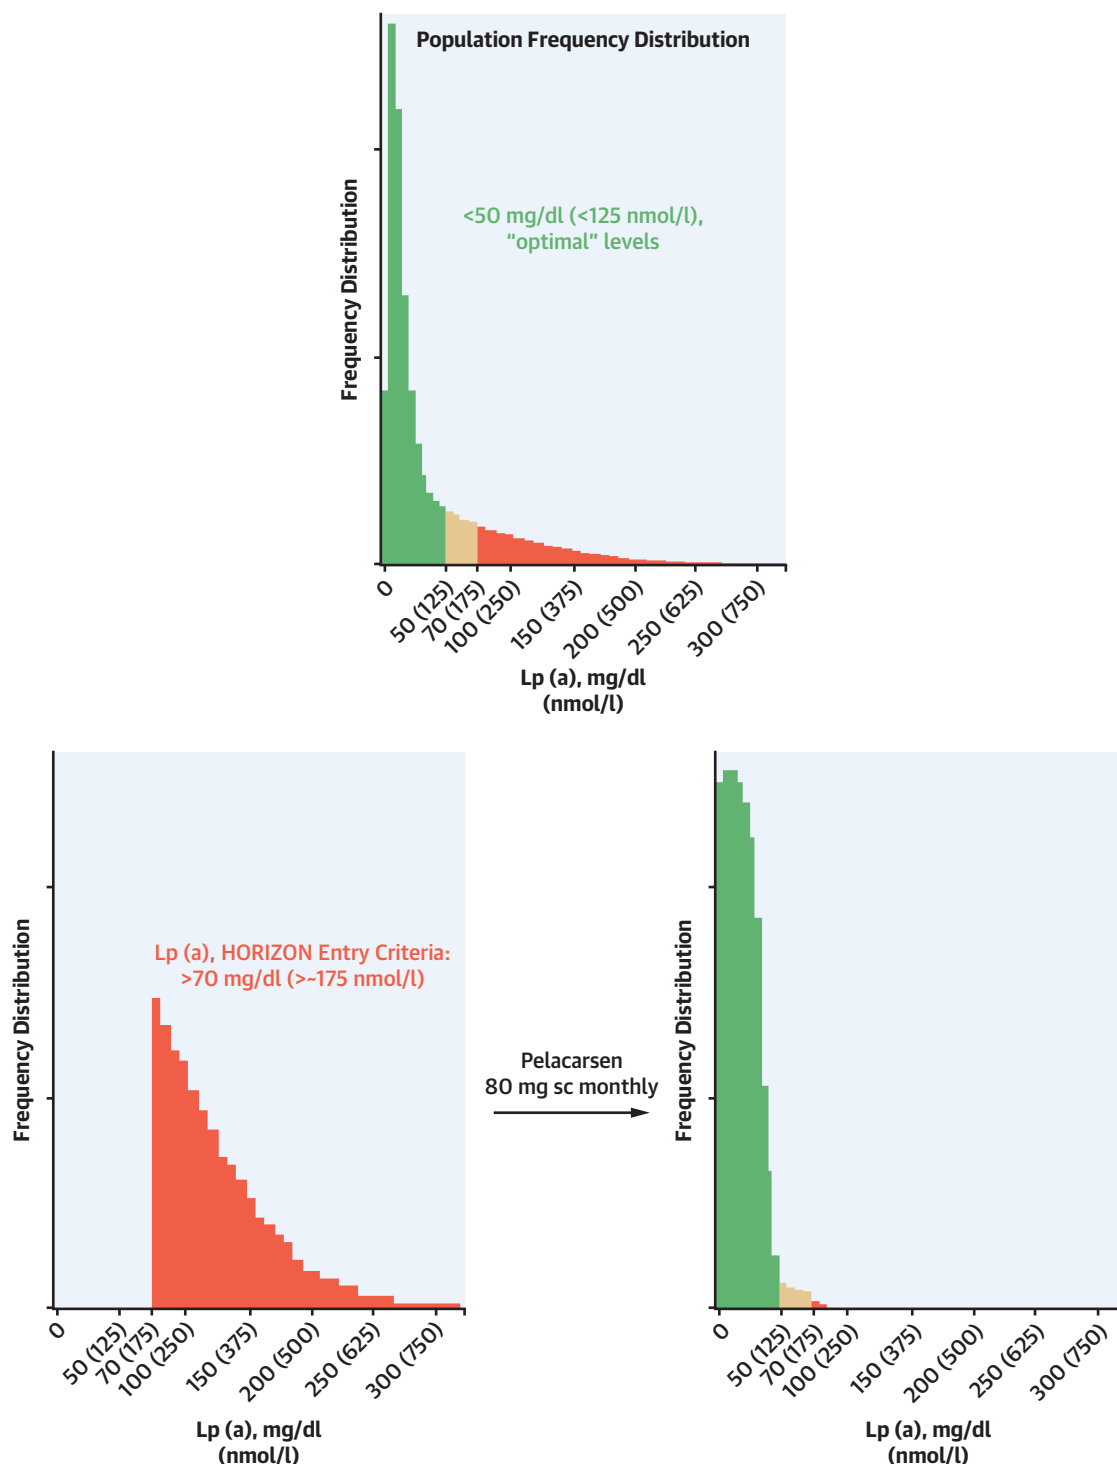 Population Frequency Distribution
<50 mg/dl (<125 nmol/l),
“optimal” levels
Frequency Distribution
0
50 (125)
70 (175)
100 (250)
150 (375)
200 (500)
250 (625)
300 (750)
Lp (a), mg/dl
(nmol/l)
Lp (a), HORIZON Entry Criteria:
>70 mg/dl (>~175 nmol/l)
Frequency Distribution
0
50 (125)
70 (175)
100 (250)
150 (375)
200 (500)
250 (625)
300 (750)
Lp (a), mg/dl
(nmol/l)
Pelacarsen
80 mg sc monthly
Frequency Distribution
0
50 (125)
70 (175)
100 (250)
150 (375)
200 (500)
250 (625)
300 (750)
Lp (a), mg/dl
(nmol/l)